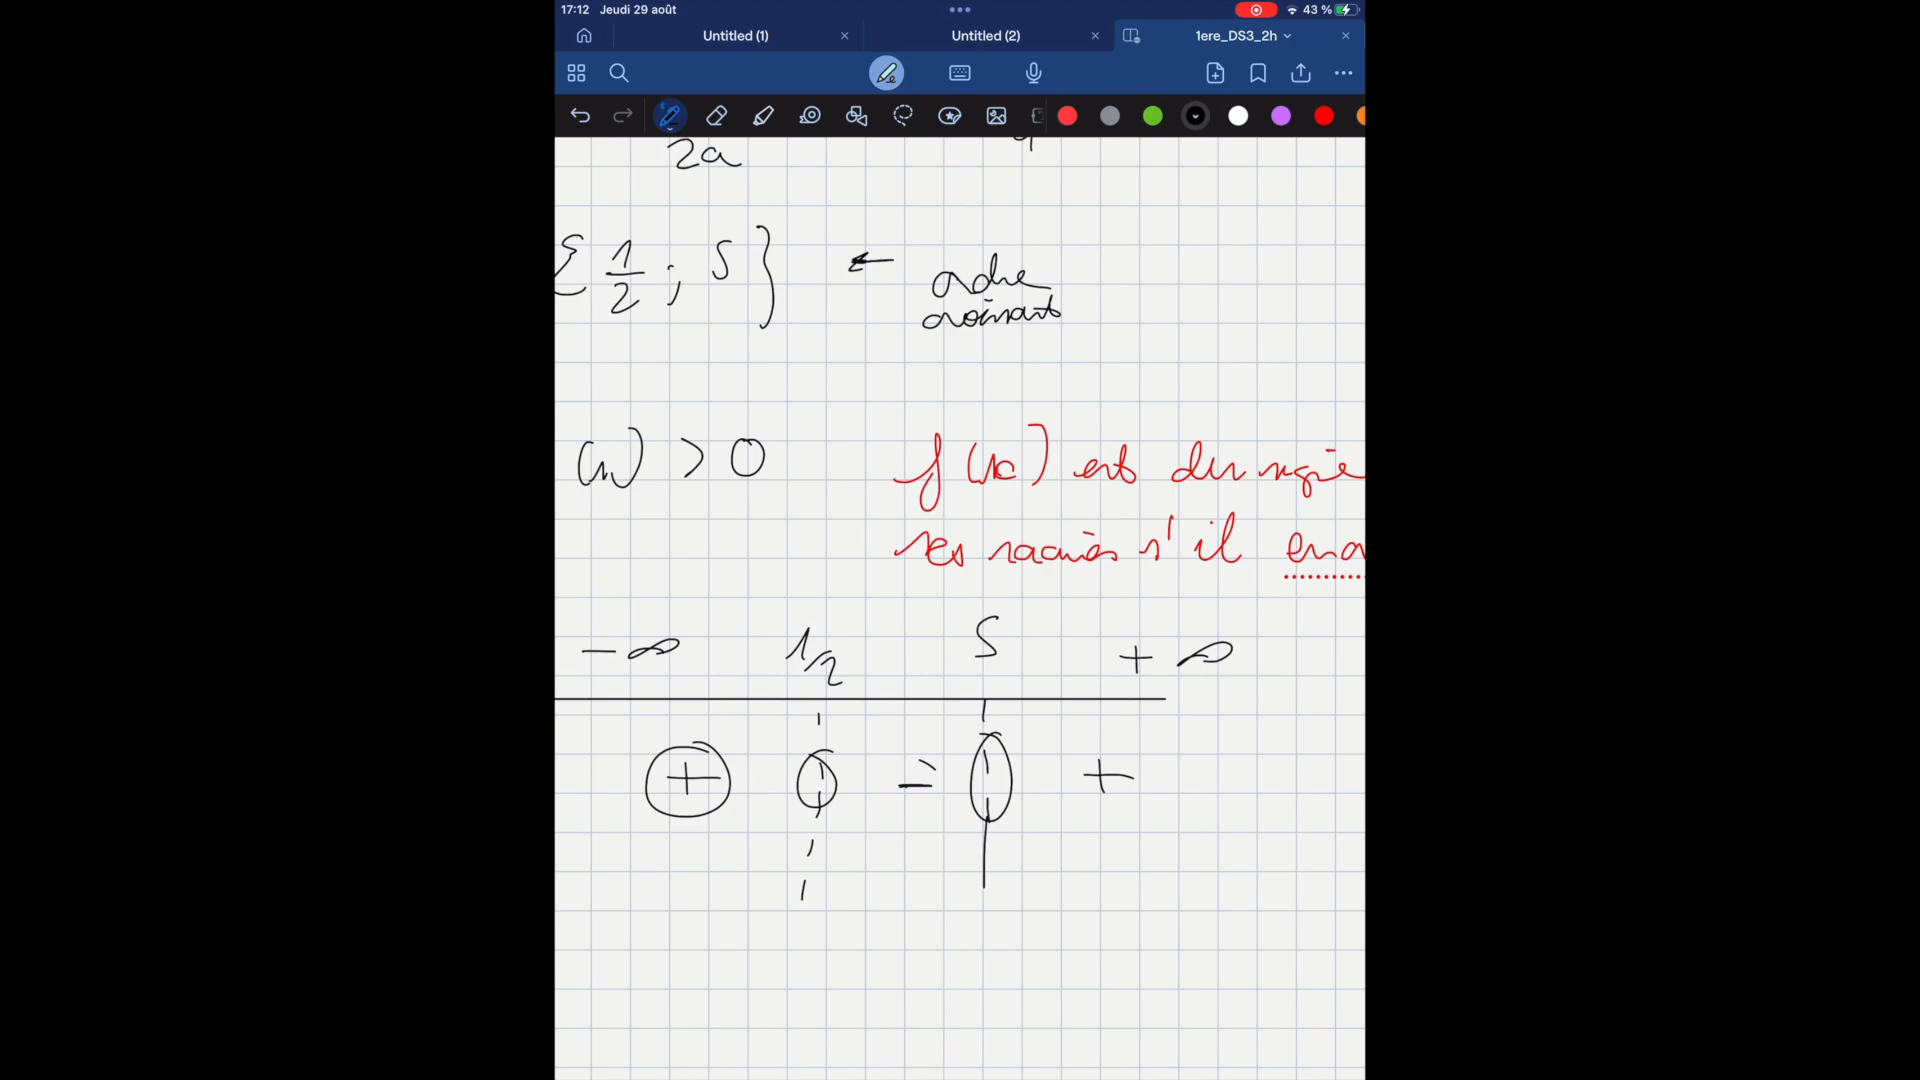 17:12 Jeudi 29 août 43 %
Untitled (1) Untitled (2) 1ere_DS3_2h
2a
{ 1/2 ; 5 } ← ordre
croissant
(x) > 0 f(x) est du signe
ses racines s'il en a
-∞ 1/2 5 +∞
+ 0 - 0 +